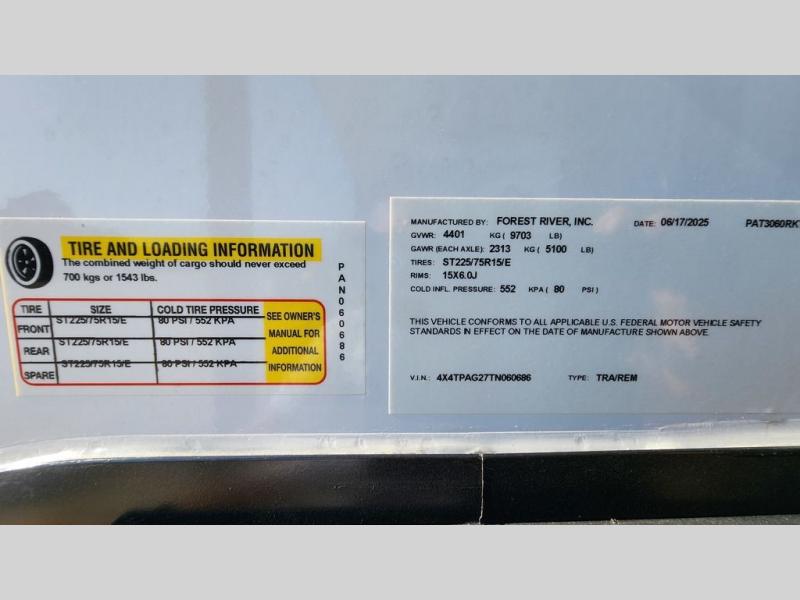 TIRE AND LOADING INFORMATION
The combined weight of cargo should never exceed
700 kgs or 1543 lbs.
TIRE SIZE COLD TIRE PRESSURE
FRONT ST225/75R15/E 80 PSI / 552 KPA
REAR ST225/75R15/E 80 PSI / 552 KPA
SPARE ST225/75R15/E 80 PSI / 552 KPA
SEE OWNER'S
MANUAL FOR
ADDITIONAL
INFORMATION
PAN060686
MANUFACTURED BY: FOREST RIVER, INC. DATE: 06/17/2025 PAT3060RK
GVWR: 4401 KG ( 9703 LB)
GAWR (EACH AXLE): 2313 KG ( 5100 LB)
TIRES: ST225/75R15/E
RIMS: 15X6.0J
COLD INFL. PRESSURE: 552 KPA ( 80 PSI )
THIS VEHICLE CONFORMS TO ALL APPLICABLE U.S. FEDERAL MOTOR VEHICLE SAFETY
STANDARDS IN EFFECT ON THE DATE OF MANUFACTURE SHOWN ABOVE.
V.I.N.: 4X4TPAG27TN060686 TYPE: TRA/REM